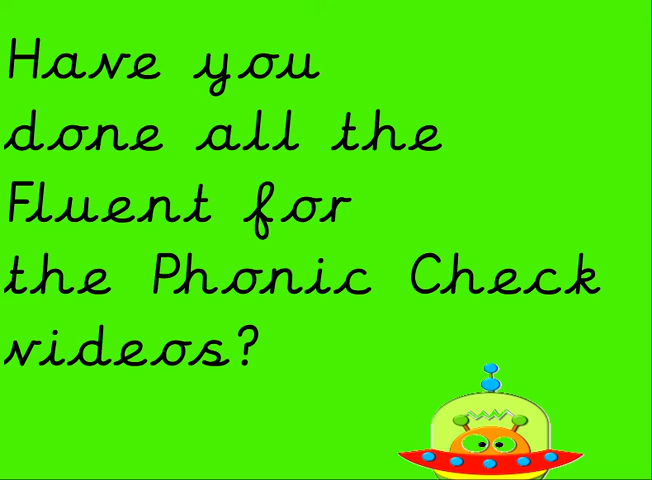 Have you
done all the
Fluent for
the Phonic Check
videos?